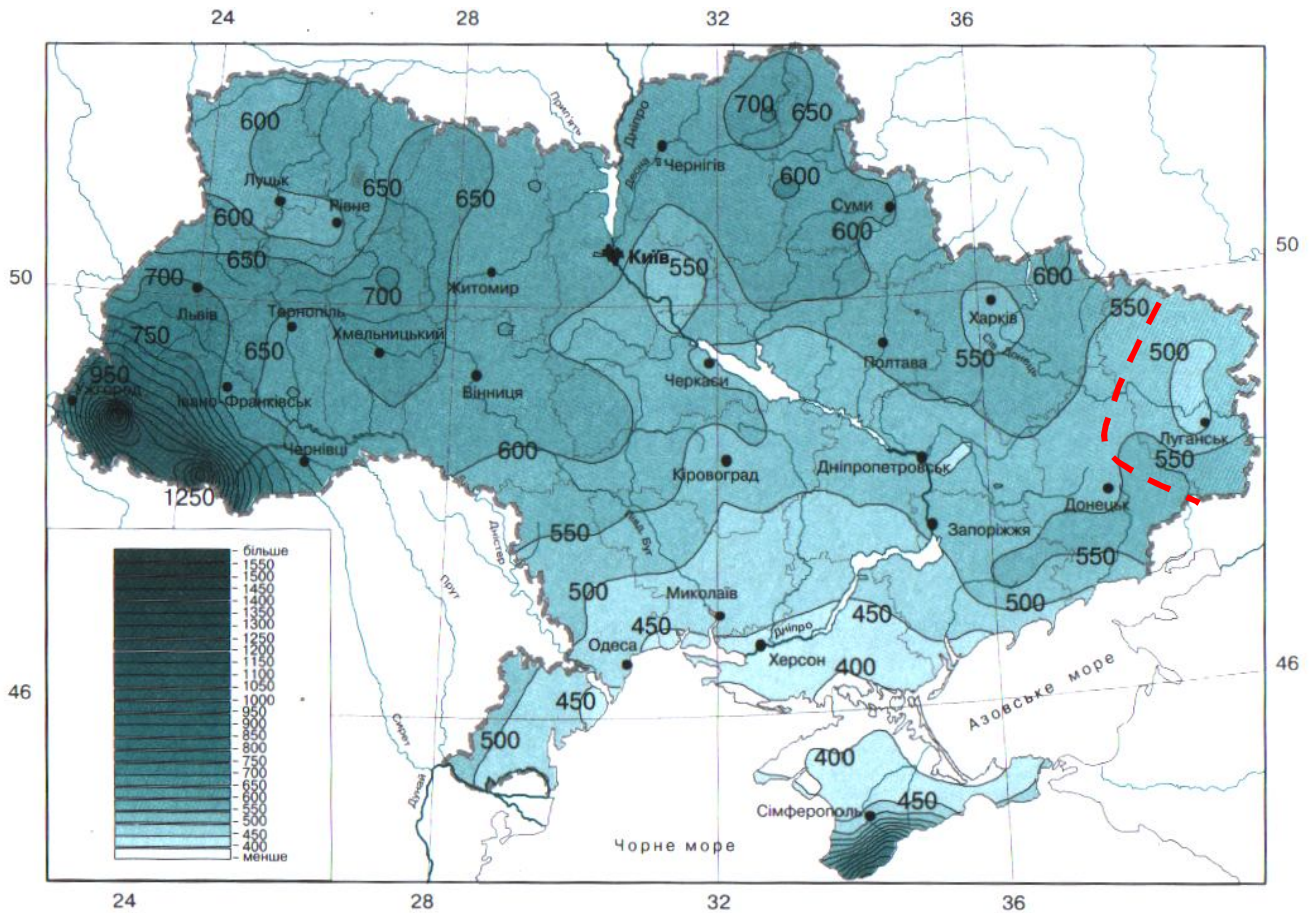 24 28 32 36
Прип'ять
Дніпро
700 650
600
Чернігів
Десна
Луцьк
650 650
600
Рівне
600
Суми
600
50
Київ
50
650
550
600
700
Житомир
700
550
Львів
Тернопіль
Харків
Хмельницький
750
Полтава
Сів. Донець
500
650
550
Черкаси
950
Вінниця
Ужгород
Івано-Франківськ
Луганськ
Чернівці
600
550
Кіровоград
Дніпропетровськ
1250
Донецьк
Запоріжжя
Півд. Буг
550
Дністер
550
більше
1550
1500
1450
1400
1350
1300
1250
1200
1150
1100
1050
1000
950
900
850
800
750
700
650
600
550
500
450
400
менше
Прут
500
Миколаїв
500
450
450
Дніпро
Одеса
Херсон
400
46
46
Азовське море
450
Сирет
500
400
Дунай
450
Сімферополь
Чорне море
24 28 32 36